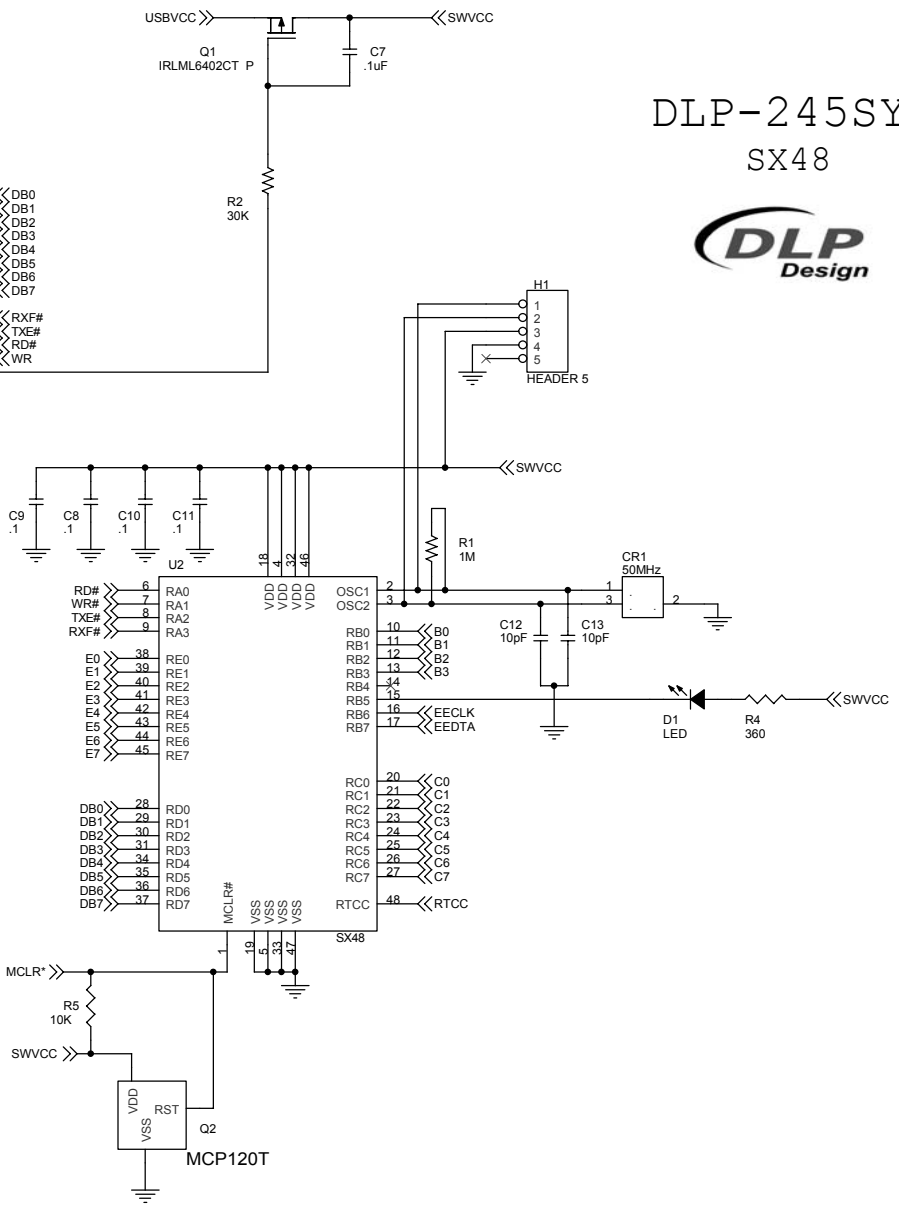 USBVCC
SWVCC
Q1
IRLML6402CT P
C7
.1uF
DLP-245SY
SX48
DLP
Design
R2
30K
DB0
DB1
DB2
DB3
DB4
DB5
DB6
DB7
RXF#
TXE#
RD#
WR
H1
1
2
3
4
5
HEADER 5
SWVCC
C9
.1
C8
.1
C10
.1
C11
.1
R1
1M
U2
18
4
32
46
VDD
VDD
VDD
VDD
CR1
50MHz
1
3
2
RD# 6 RA0
WR# 7 RA1
TXE# 8 RA2
RXF# 9 RA3
E0 38 RE0
E1 39 RE1
E2 40 RE2
E3 41 RE3
E4 42 RE4
E5 43 RE5
E6 44 RE6
E7 45 RE7
DB0 28 RD0
DB1 29 RD1
DB2 30 RD2
DB3 31 RD3
DB4 34 RD4
DB5 35 RD5
DB6 36 RD6
DB7 37 RD7
OSC1 2
OSC2 3
RB0 10 B0
RB1 11 B1
RB2 12 B2
RB3 13 B3
RB4 14
RB5 15
RB6 16 EECLK
RB7 17 EEDTA
C12
10pF
C13
10pF
D1
LED
R4
360
SWVCC
RC0 20 C0
RC1 21 C1
RC2 22 C2
RC3 23 C3
RC4 24 C4
RC5 25 C5
RC6 26 C6
RC7 27 C7
RTCC 48 RTCC
MCLR#
VSS
VSS
VSS
VSS
1
19
5
33
47
SX48
MCLR*
R5
10K
SWVCC
VDD
RST
VSS
Q2
MCP120T